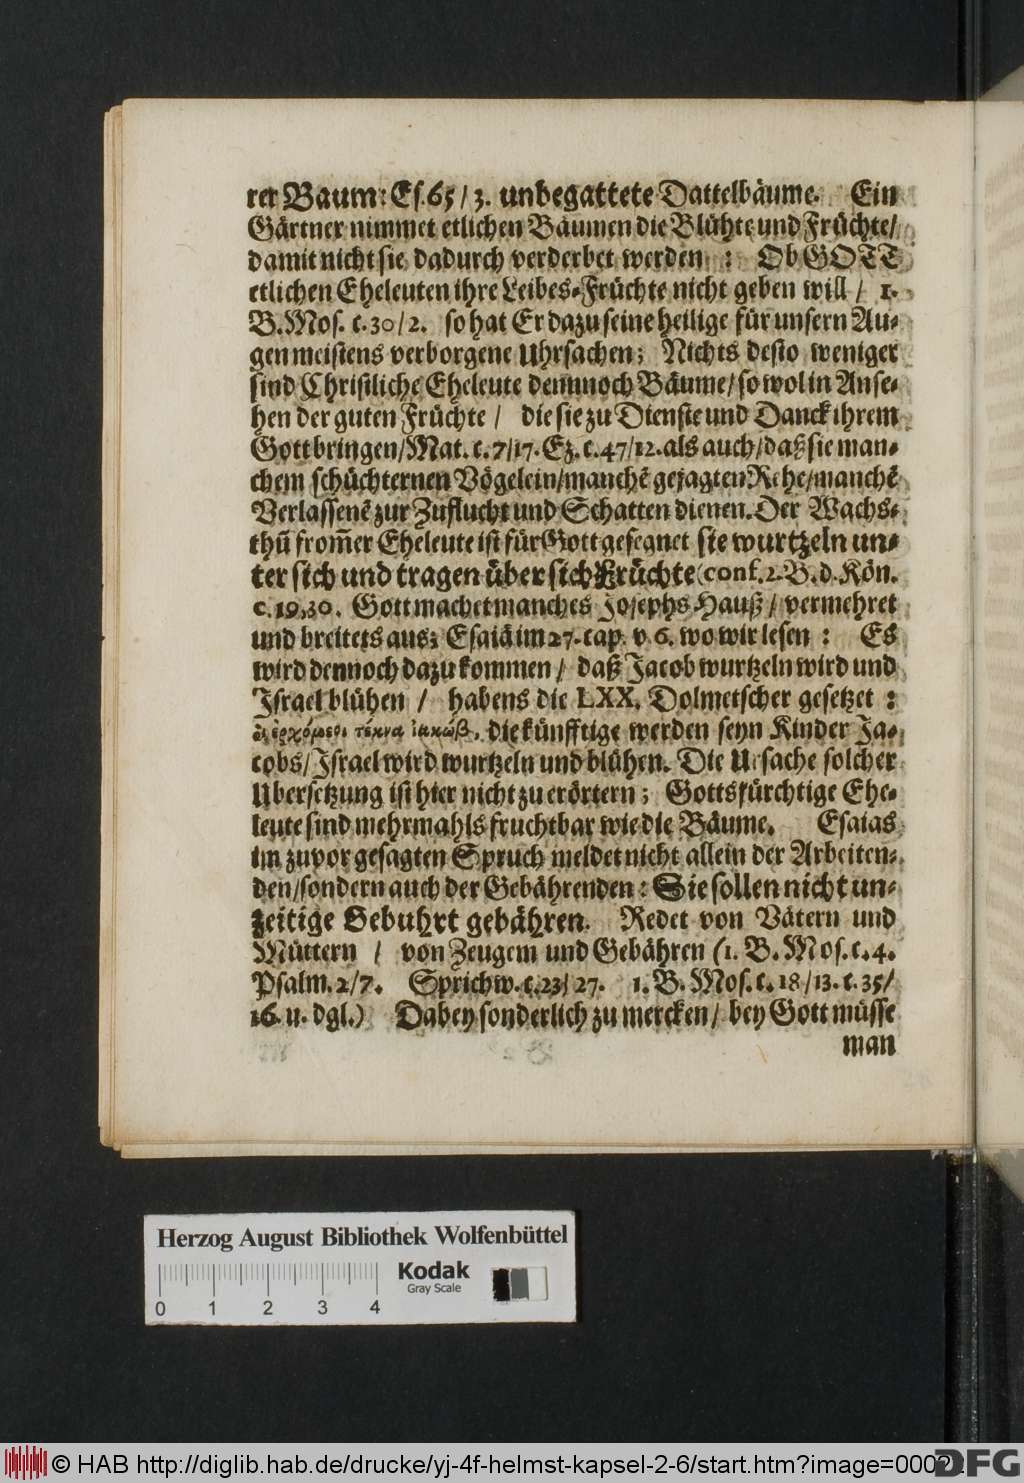 rer Baum: Es. 65/3. unbegattete Dattelbäume. Ein
Gärtner nimmet etlichen Bäumen die Blühte und Früchte/
damit nicht sie dadurch verderbet werden : Ob GOTT
etlichen Eheleuten ihre Leibes-Früchte nicht geben will / 1.
B. Mos. c. 30/2. so hat Er dazu seine heilige für unsern Au-
gen meistens verborgene Uhrsachen; Nichts desto weniger
sind Christliche Eheleute dennnoch Bäume/ so wol in Anse-
hen der guten Früchte / die sie zu Dienste und Danck ihrem
Gott bringen/ Mat. c. 7/17. Ez. c. 47/12. als auch/ daß sie man-
chem schüchternen Vögelein/ manchē gejagten Rehe/ manchē
Verlassenē zur Zuflucht und Schatten dienen. Der Wachs-
thū from̄er Eheleute ist für Gott gesegnet sie wurtzeln un-
ter sich und tragen über sich Früchte (conf. 2. B. d. Kön.
c. 19, 30. Gott machet manches Josephs Hauß / vermehret
und breitets aus; Esaiä im 27. cap. v. 6. wo wir lesen : Es
wird dennoch dazu kommen / daß Jacob wurtzeln wird und
Israel blühen / habens die LXX. Dolmetscher gesetzet :
ἐρχόμενοι τέκνα ἰακώβ. die künfftige werden seyn Kinder Ja-
cobs/ Israel wird wurtzeln und blühen. Die Ursache solcher
Ubersetzung ist hier nicht zu erörtern ; Gottsfürchtige Ehe-
leute sind mehrmahls fruchtbar wie die Bäume. Esaias
im zuvor gesagten Spruch meldet nicht allein der Arbeiten-
den/ sondern auch der Gebährenden : Sie sollen nicht un-
zeitige Gebuhrt gebähren. Redet von Vätern und
Müttern / von Zeugem und Gebähren (1. B. Mos. c. 4.
Psalm. 2/7. Sprichw. c. 23/27. 1. B. Mos. c. 18/13. c. 35/
16. u. dgl.) Dabey sonderlich zu mercken/ bey Gott müsse
man
Herzog August Bibliothek Wolfenbüttel
Kodak
Gray Scale
0 1 2 3 4
© HAB http://diglib.hab.de/drucke/yj-4f-helmst-kapsel-2-6/start.htm?image=0002
DFG